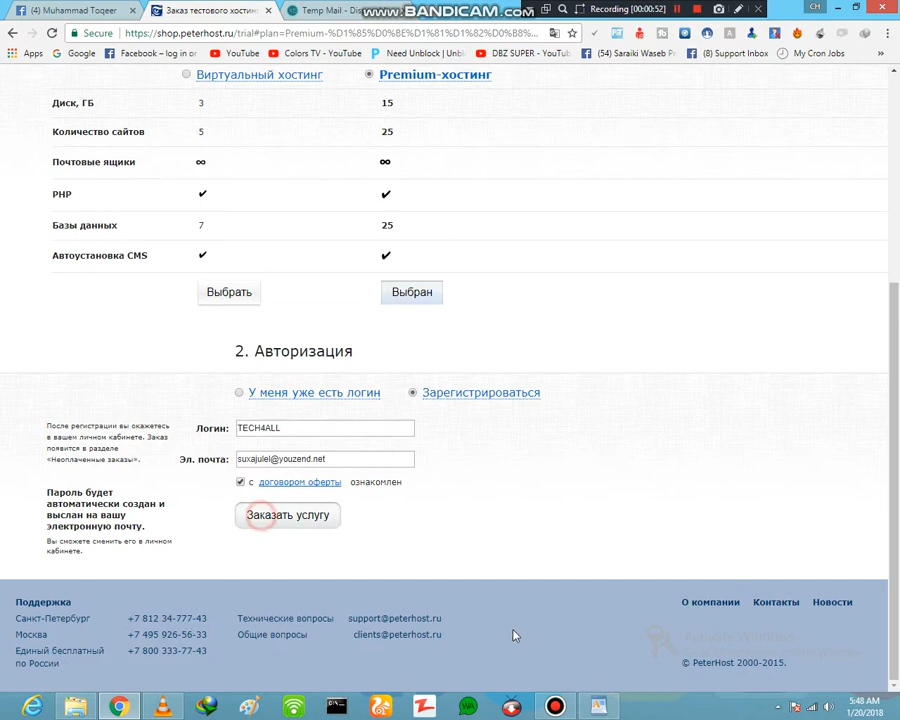 (4) Muhammad Toqeer
Заказ тестового хости
Temp Mail - Dis
www.BANDICAM.com
Recording [00:00:52]
CH
Secure
https://shop.peterhost.ru/trial#plan=Premium-%D1%85%D0%BE%D1%81%D1%82%D0%B8%...
Apps
Google
Facebook – log in or
YouTube
Colors TV - YouTube
Need Unblock | Unbl
DBZ SUPER - YouTub
(54) Saraiki Waseb P
(8) Support Inbox
My Cron Jobs
Виртуальный хостинг
Premium-хостинг
Диск, ГБ 3 15
Количество сайтов 5 25
Почтовые ящики ∞ ∞
PHP ✔ ✔
Базы данных 7 25
Автоустановка CMS ✔ ✔
Выбрать
Выбран
2. Авторизация
У меня уже есть логин
Зарегистрироваться
После регистрации вы окажетесь
в вашем личном кабинете. Заказ
появится в разделе
«Неоплаченные заказы».
Логин: TECH4ALL
Эл. почта: suxajulel@youzend.net
с договором оферты ознакомлен
Пароль будет
автоматически создан и
выслан на вашу
электронную почту.
Вы сможете сменить его в личном
кабинете.
Заказать услугу
Поддержка
Санкт-Петербург +7 812 34-777-43
Москва +7 495 926-56-33
Единый бесплатный +7 800 333-77-43
по России
Технические вопросы support@peterhost.ru
Общие вопросы clients@peterhost.ru
О компании
Контакты
Новости
Activate Windows
© PeterHost 2000-2015.
5:48 AM
1/20/2018